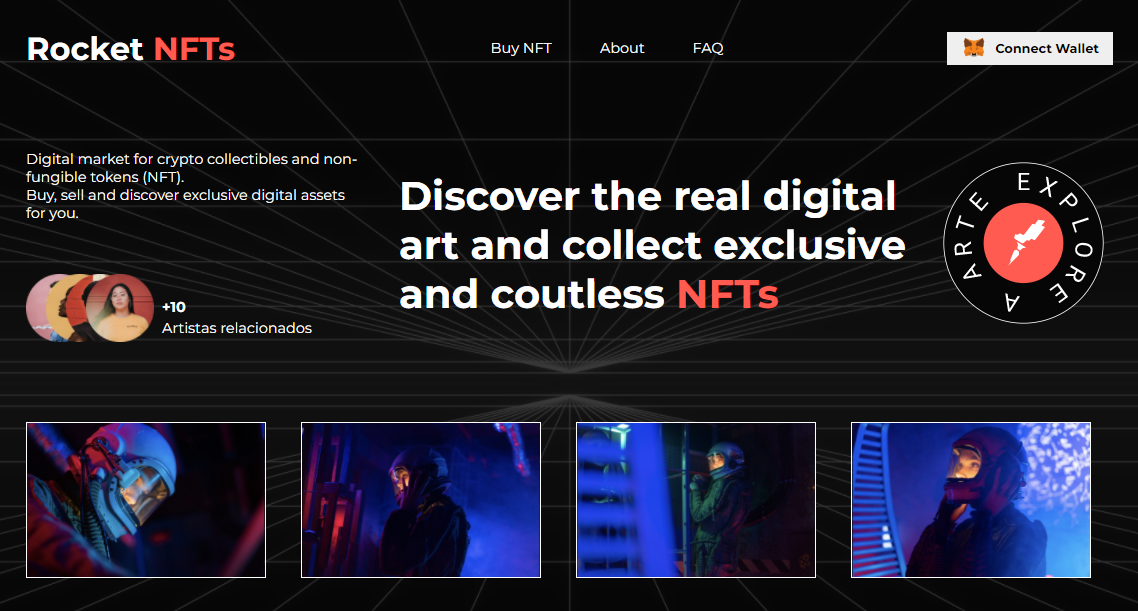 Rocket NFTs
Buy NFT
About
FAQ
Connect Wallet
Digital market for crypto collectibles and non-
fungible tokens (NFT).
Buy, sell and discover exclusive digital assets
for you.
+10
Artistas relacionados
Discover the real digital
art and collect exclusive
and coutless NFTs
EXPLORE A ARTE